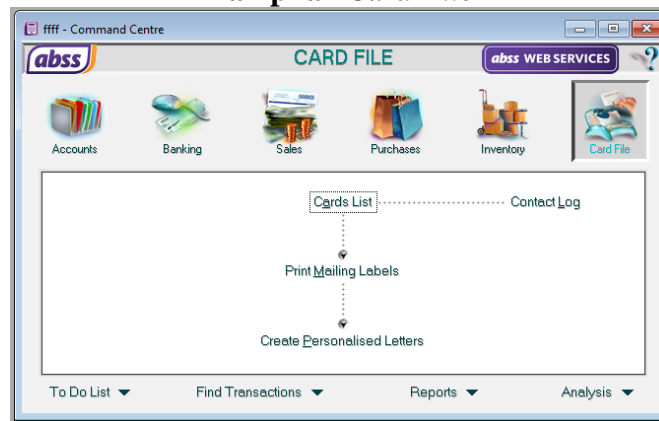 ffff - Command Centre
abss CARD FILE abss WEB SERVICES ?
Accounts Banking Sales Purchases Inventory Card File
Cards List Contact Log
Print Mailing Labels
Create Personalised Letters
To Do List Find Transactions Reports Analysis